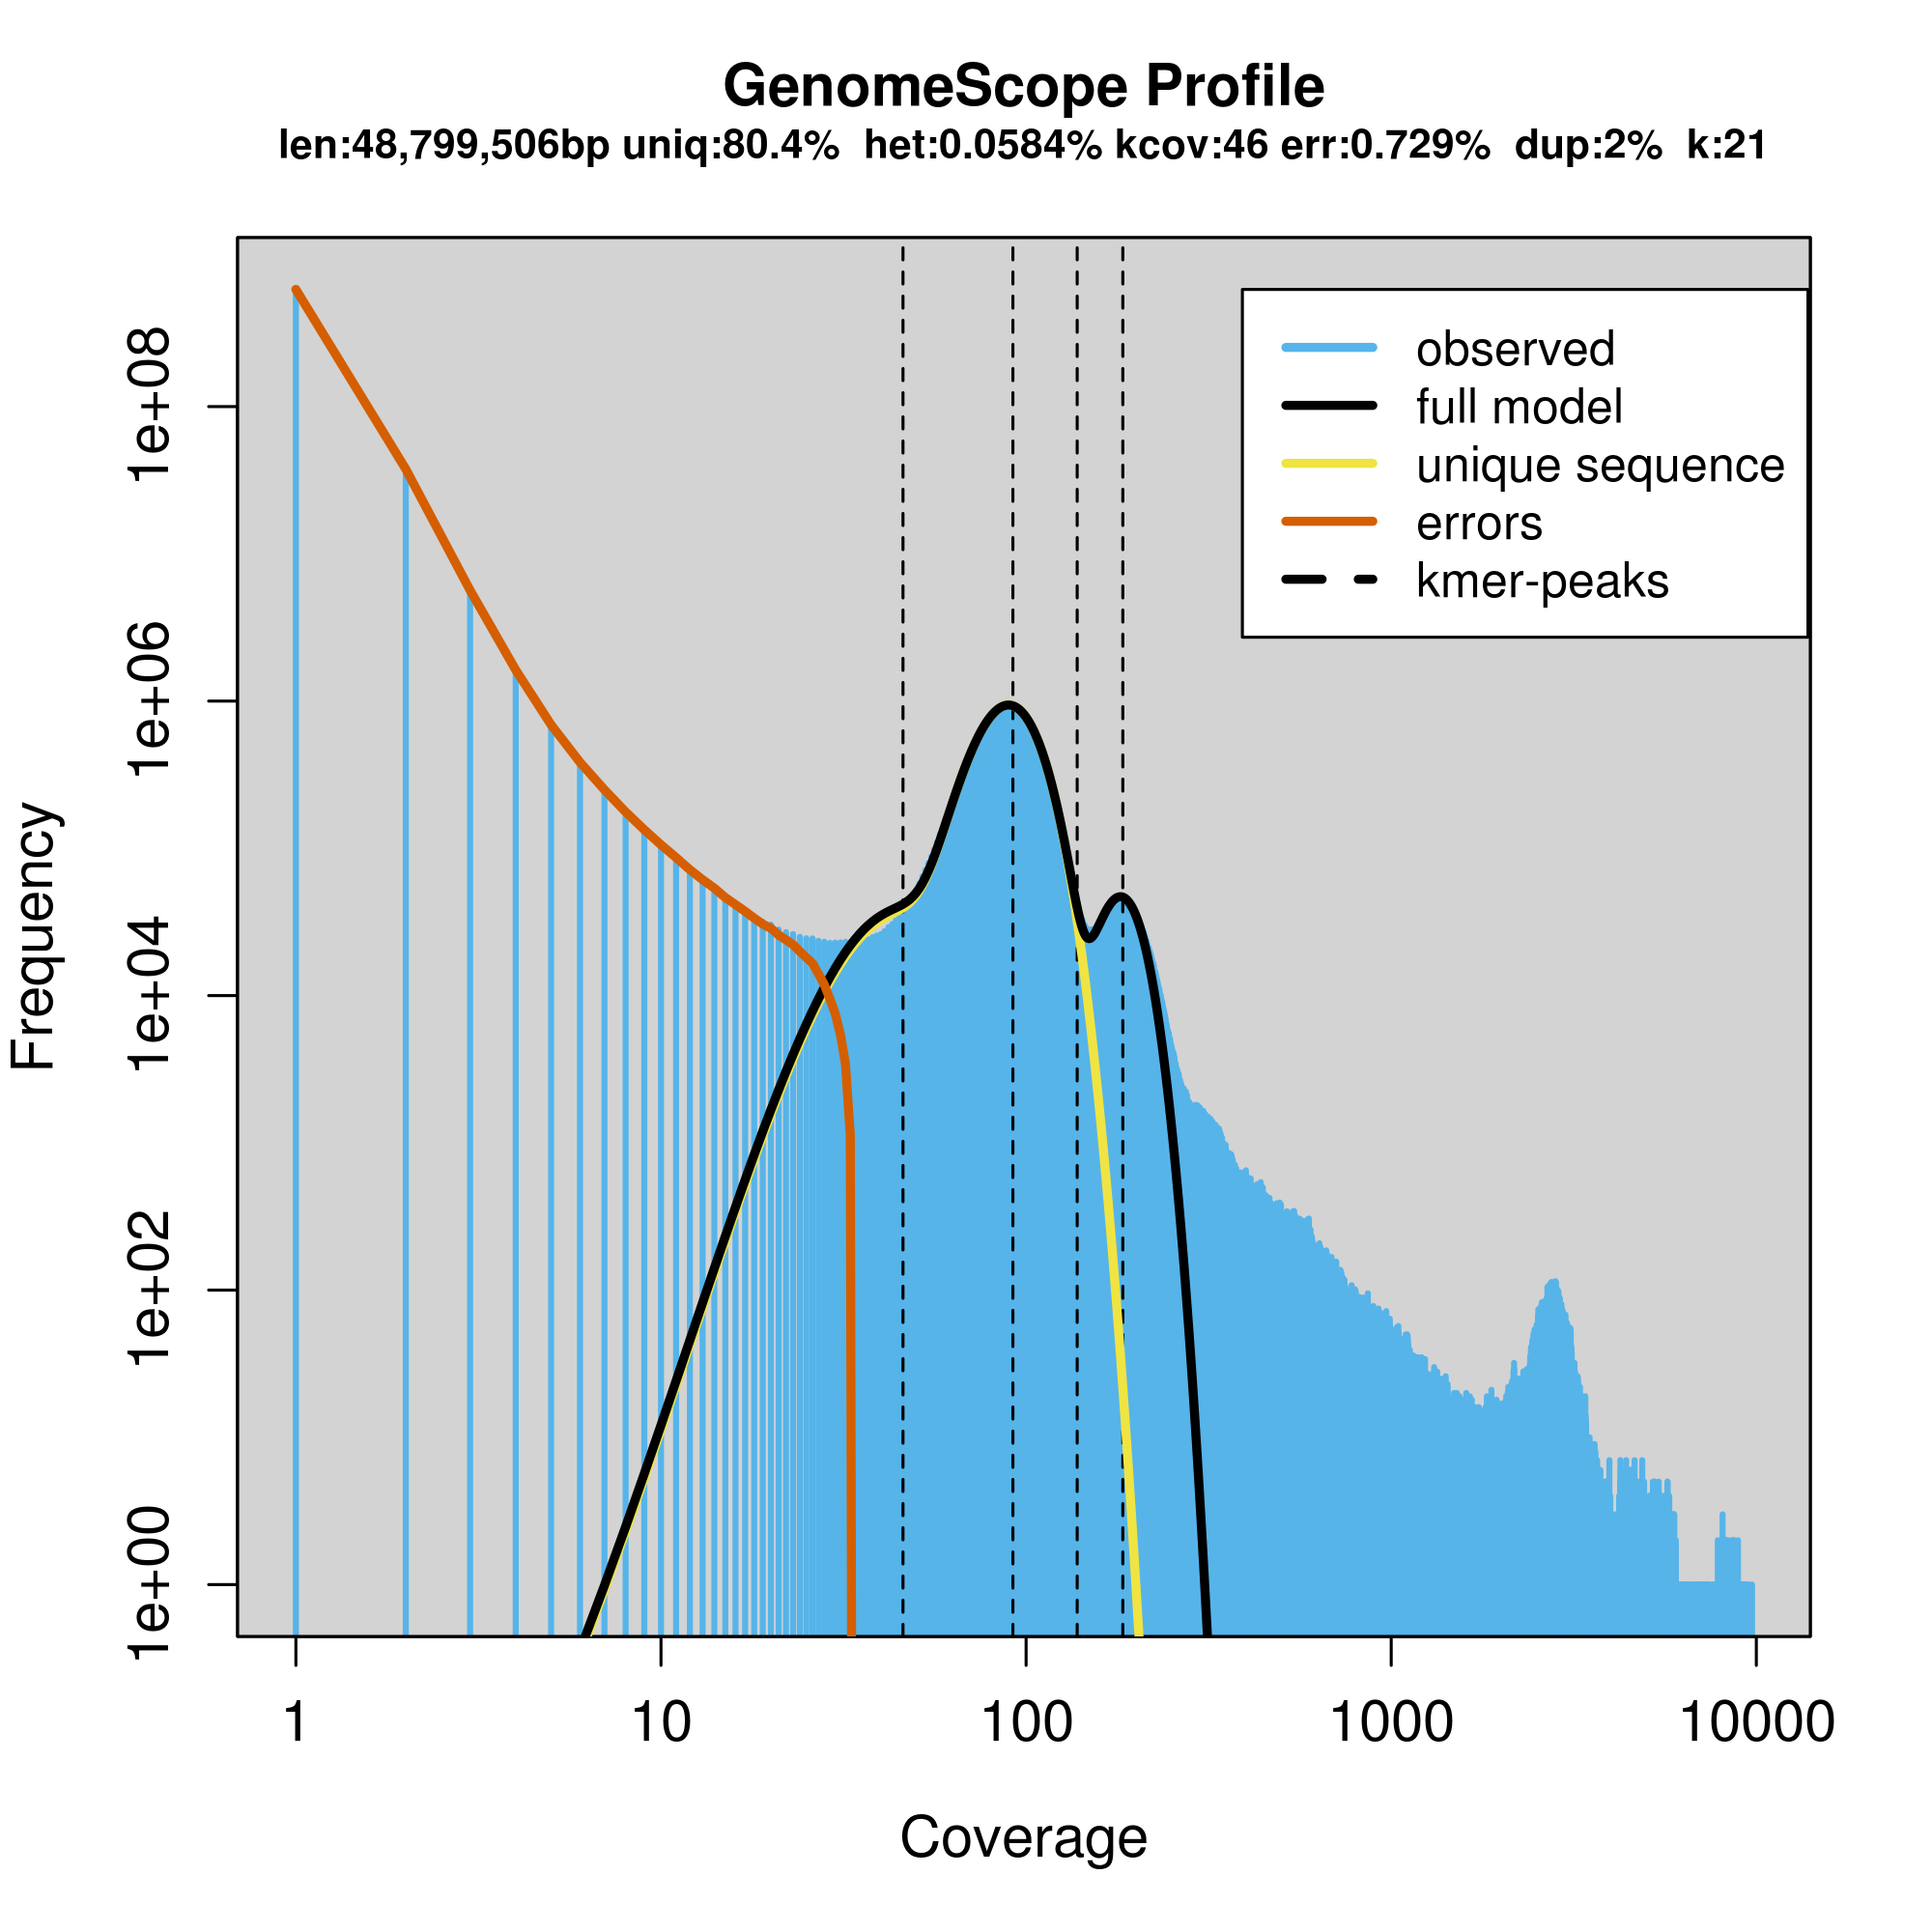 GenomeScope Profile
len:48,799,506bp uniq:80.4% het:0.0584% kcov:46 err:0.729% dup:2% k:21
observed
full model
unique sequence
errors
kmer-peaks
Frequency
1e+08
1e+06
1e+04
1e+02
1e+00
1 10 100 1000 10000
Coverage